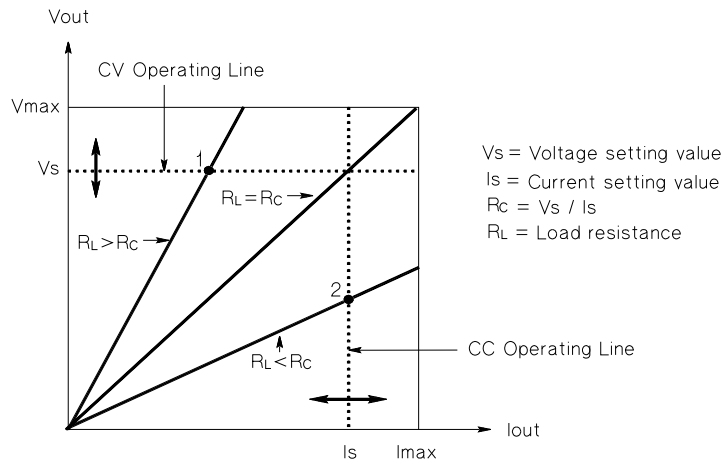 Vout
CV Operating Line
Vmax
Vs
1
RL=RC
RL>RC
2
RL<RC
CC Operating Line
Iout
Is
Imax
Vs = Voltage setting value
Is = Current setting value
RC = Vs / Is
RL = Load resistance